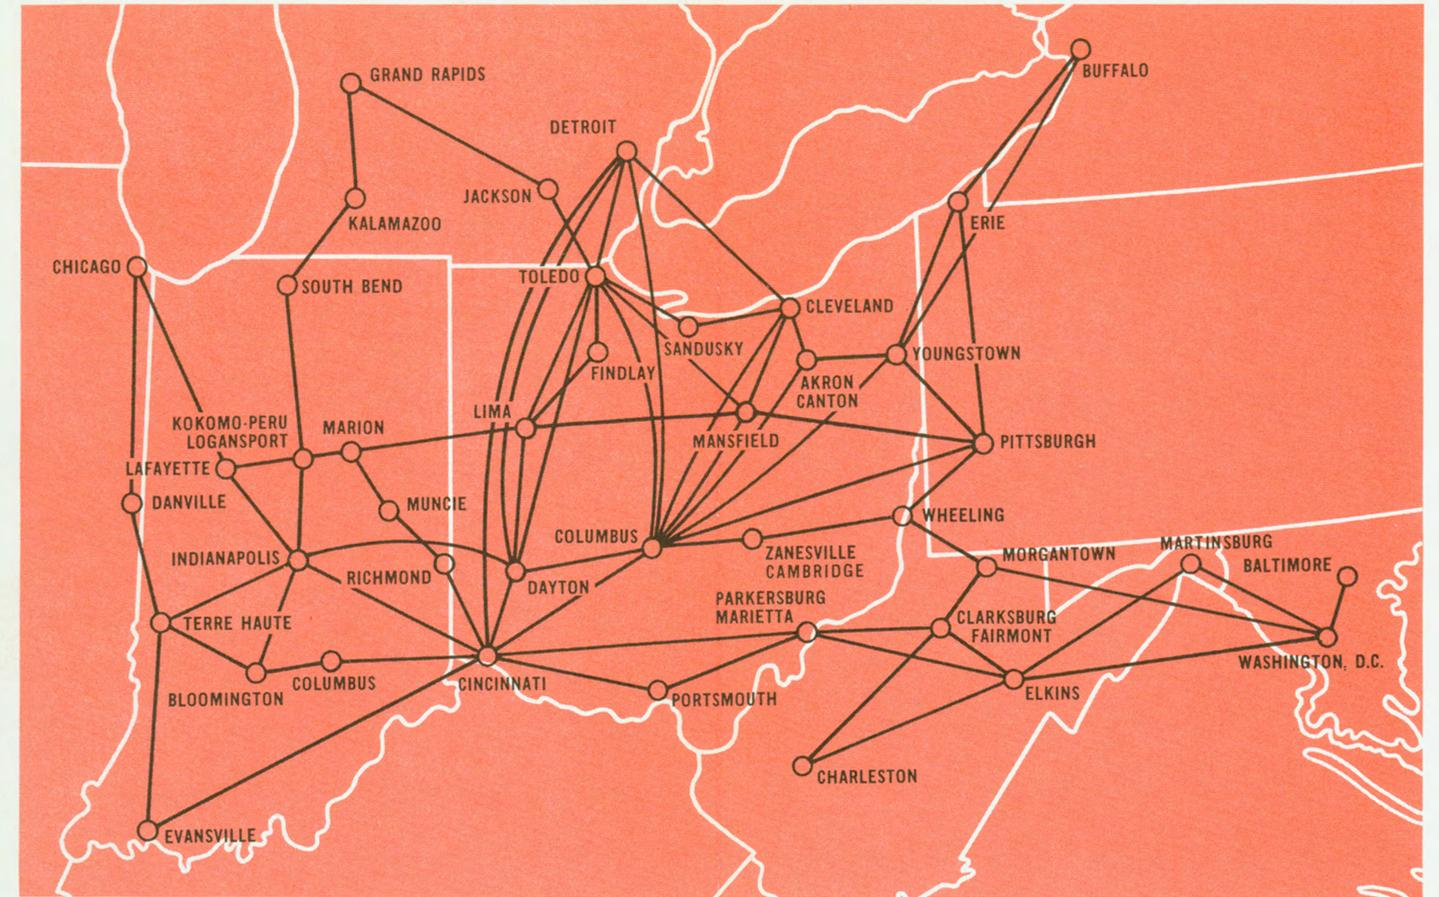 GRAND RAPIDS
BUFFALO
DETROIT
JACKSON
KALAMAZOO
ERIE
CHICAGO
TOLEDO
SOUTH BEND
CLEVELAND
SANDUSKY
YOUNGSTOWN
FINDLAY
AKRON
CANTON
LIMA
KOKOMO-PERU
LOGANSPORT
MARION
MANSFIELD
PITTSBURGH
LAFAYETTE
DANVILLE
MUNCIE
WHEELING
COLUMBUS
ZANESVILLE
CAMBRIDGE
MORGANTOWN
MARTINSBURG
BALTIMORE
INDIANAPOLIS
RICHMOND
DAYTON
PARKERSBURG
MARIETTA
CLARKSBURG
FAIRMONT
TERRE HAUTE
WASHINGTON, D.C.
BLOOMINGTON
COLUMBUS
CINCINNATI
PORTSMOUTH
ELKINS
CHARLESTON
EVANSVILLE